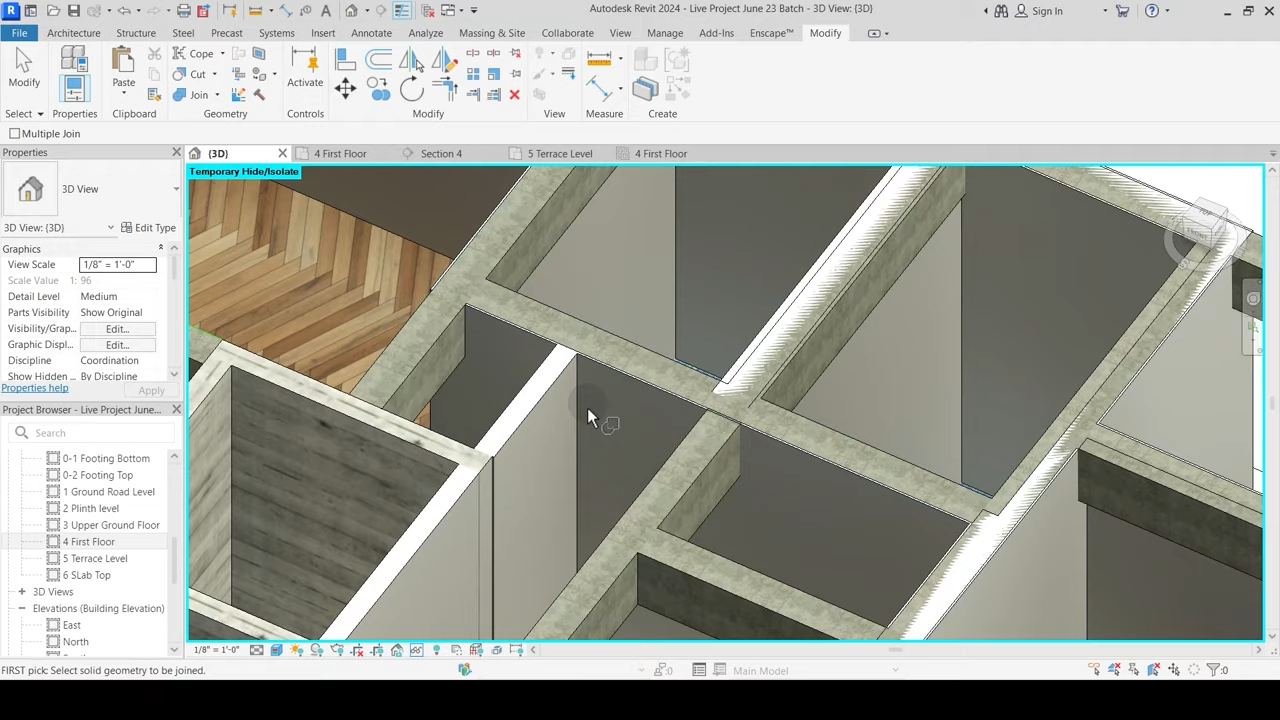 Autodesk Revit 2024 - Live Project June 23 Batch - 3D View: {3D}
Sign In
File Architecture Structure Steel Precast Systems Insert Annotate Analyze Massing & Site Collaborate View Manage Add-Ins Enscape™ Modify
Modify Paste Cope Cut Join Activate
Select Properties Clipboard Geometry Controls Modify View Measure Create
Multiple Join
Properties
{3D} 4 First Floor Section 4 5 Terrace Level 4 First Floor
Temporary Hide/Isolate
3D View
3D View: {3D} Edit Type
Graphics
View Scale 1/8" = 1'-0"
Scale Value 1: 96
Detail Level Medium
Parts Visibility Show Original
Visibility/Grap... Edit...
Graphic Displ... Edit...
Discipline Coordination
Show Hidden ... By Discipline
Properties help Apply
Project Browser - Live Project June...
Search
0-1 Footing Bottom
0-2 Footing Top
1 Ground Road Level
2 Plinth level
3 Upper Ground Floor
4 First Floor
5 Terrace Level
6 SLab Top
3D Views
Elevations (Building Elevation)
East
North
1/8" = 1'-0"
FIRST pick: Select solid geometry to be joined.
:0 Main Model :0